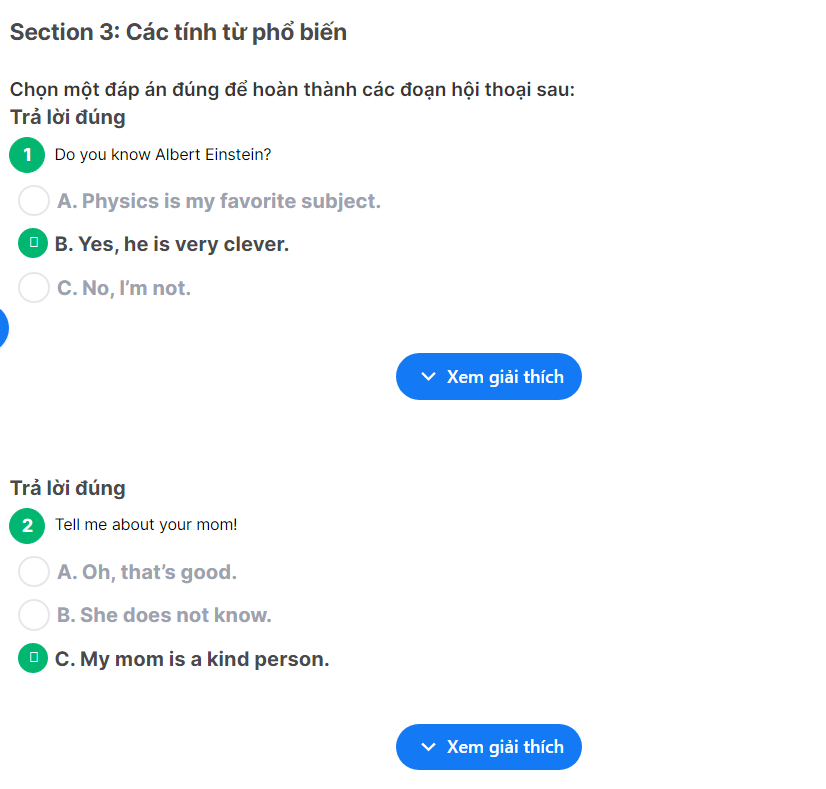 Section 3: Các tính từ phổ biến
Chọn một đáp án đúng để hoàn thành các đoạn hội thoại sau:
Trả lời đúng
1 Do you know Albert Einstein?
A. Physics is my favorite subject.
B. Yes, he is very clever.
C. No, I’m not.
Xem giải thích
Trả lời đúng
2 Tell me about your mom!
A. Oh, that’s good.
B. She does not know.
C. My mom is a kind person.
Xem giải thích